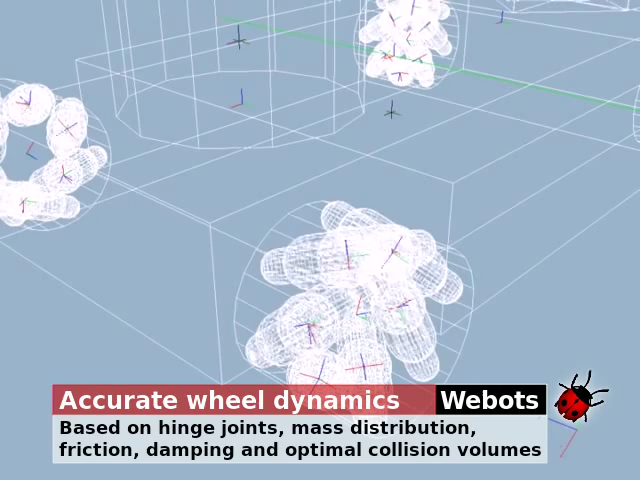 Accurate wheel dynamics Webots
Based on hinge joints, mass distribution,
friction, damping and optimal collision volumes